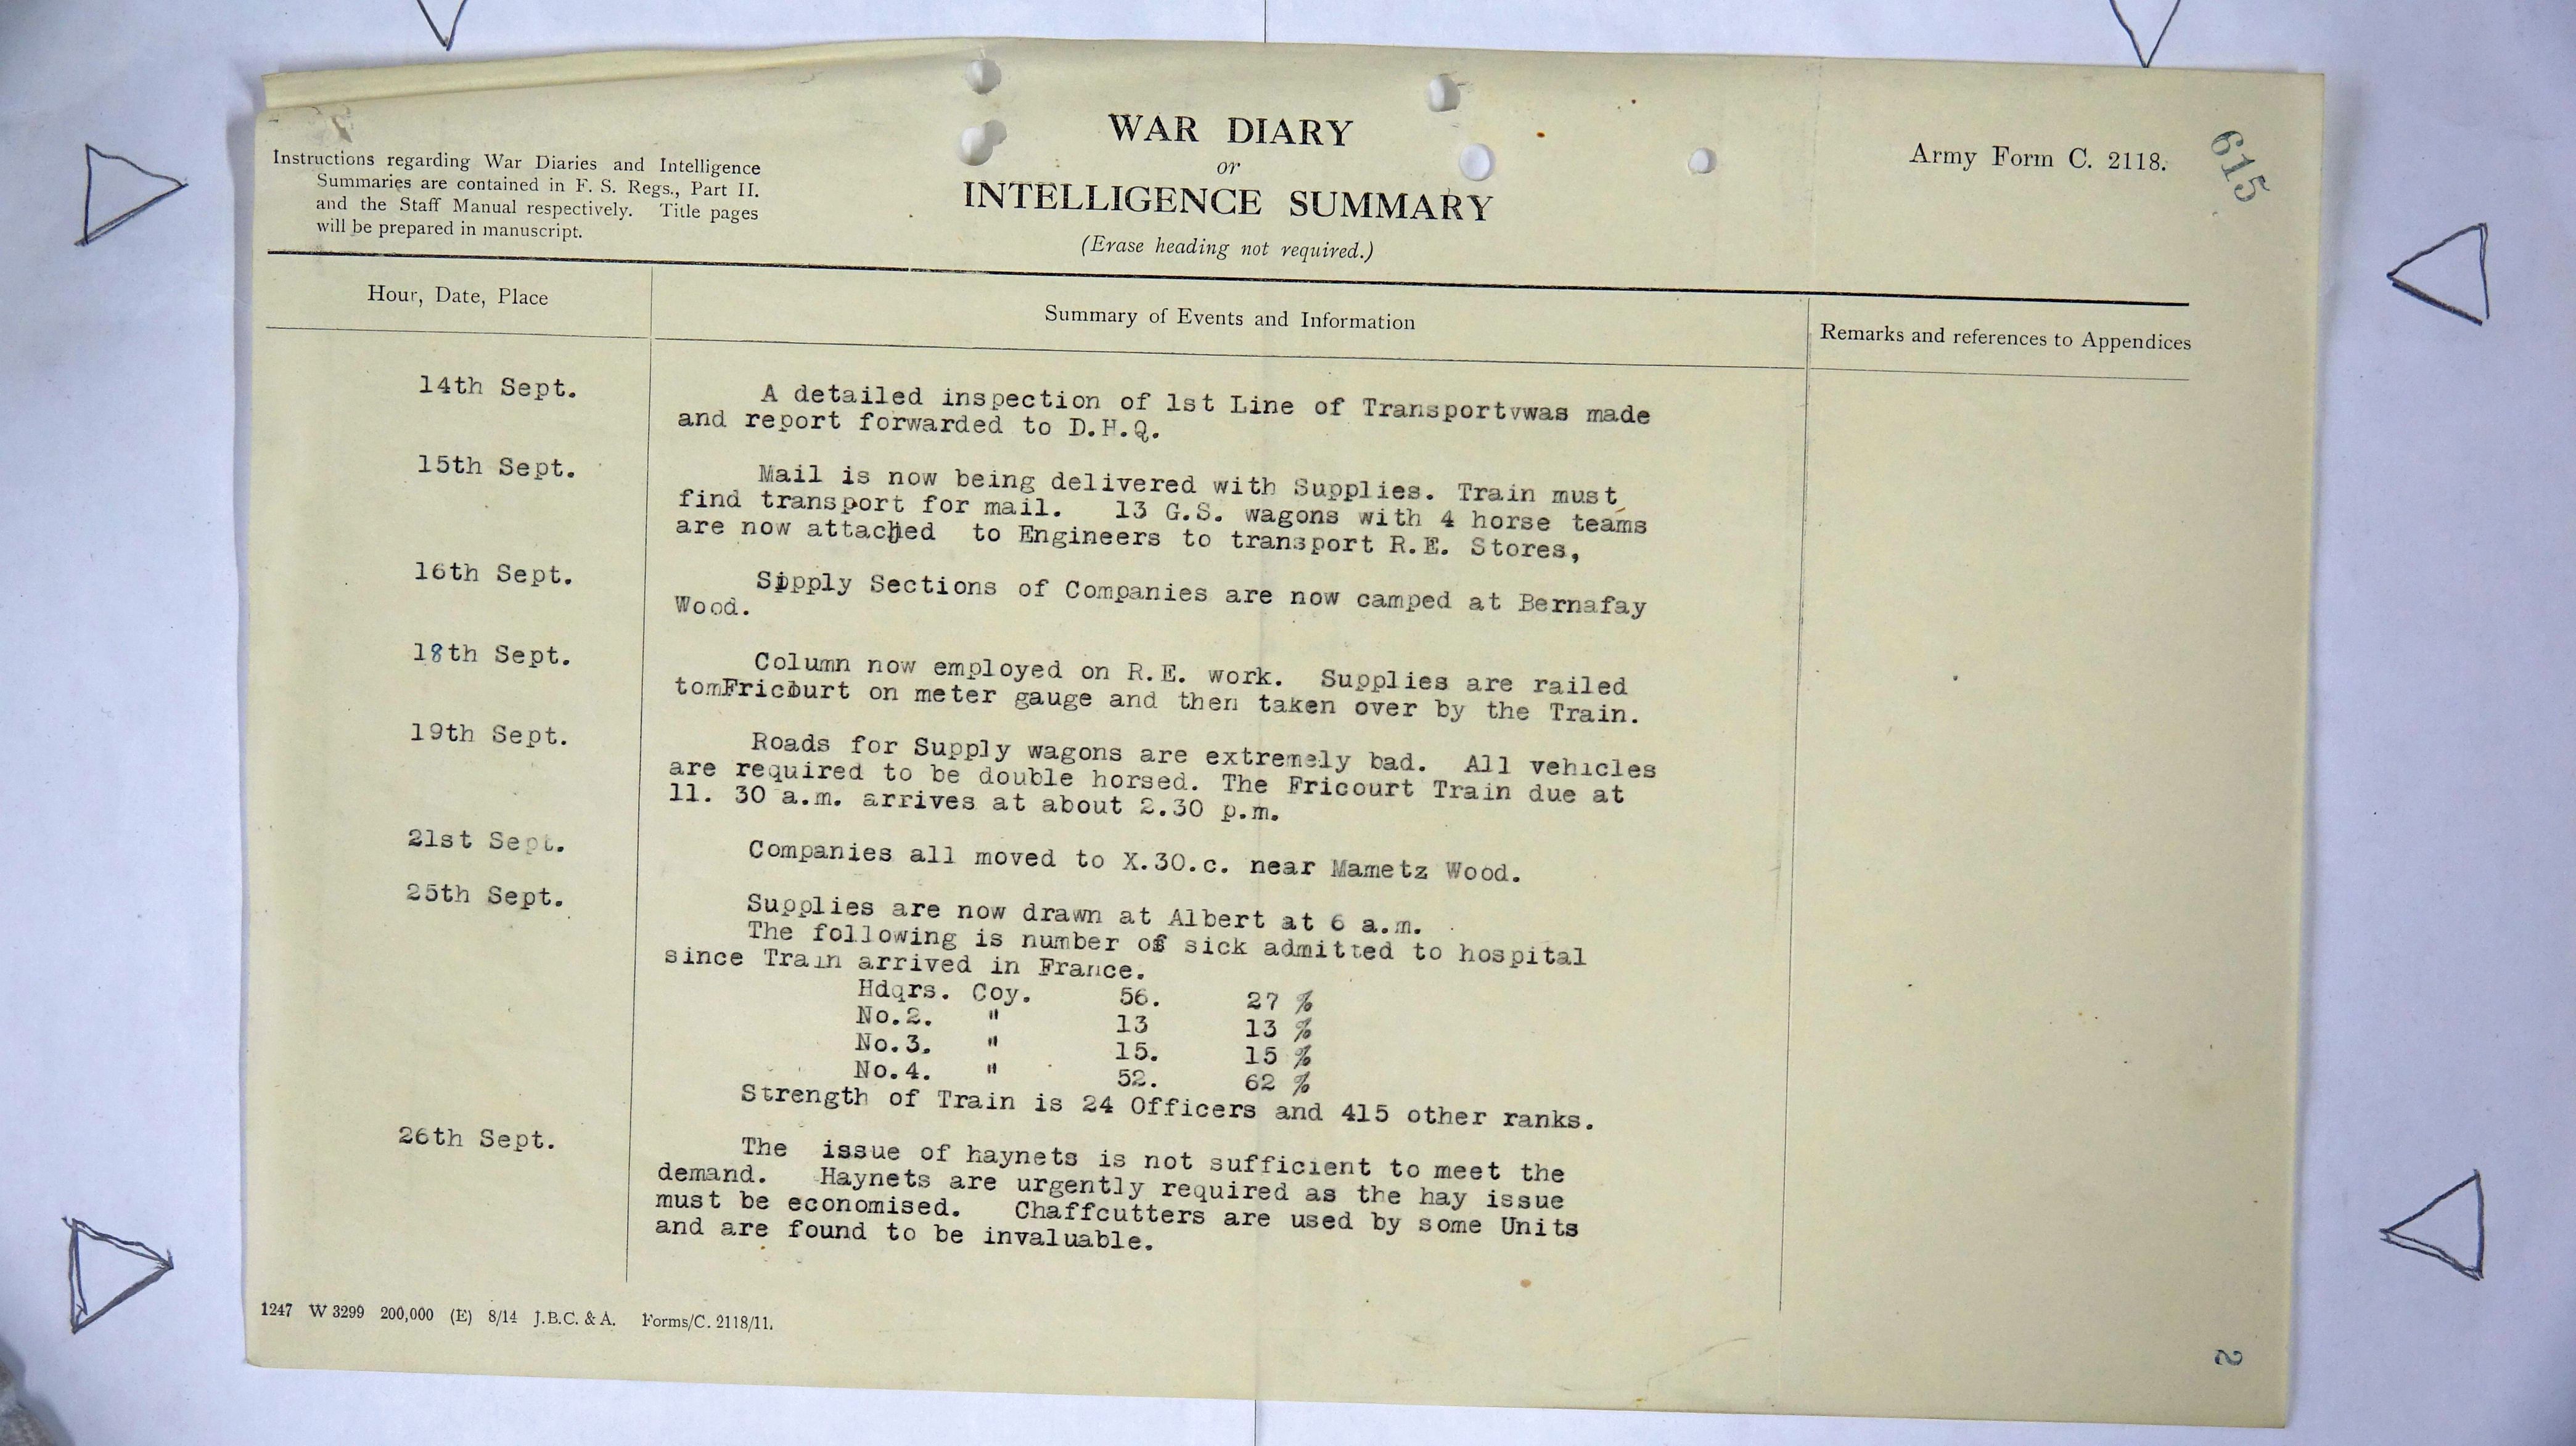 WAR DIARY
or
INTELLIGENCE SUMMARY
(Erase heading not required.)
Instructions regarding War Diaries and Intelligence
Summaries are contained in F. S. Regs., Part II.
and the Staff Manual respectively. Title pages
will be prepared in manuscript.
Army Form C. 2118.
615
Hour, Date, Place
Summary of Events and Information
Remarks and references to Appendices
14th Sept.
A detailed inspection of 1st Line of Transportvwas made
and report forwarded to D.H.Q.
15th Sept.
Mail is now being delivered with Supplies. Train must
find transport for mail. 13 G.S. wagons with 4 horse teams
are now attached to Engineers to transport R.E. Stores,
16th Sept.
Sipply Sections of Companies are now camped at Bernafay
Wood.
18th Sept.
Column now employed on R.E. work. Supplies are railed
tomFricourt on meter gauge and then taken over by the Train.
19th Sept.
Roads for Supply wagons are extremely bad. All vehicles
are required to be double horsed. The Fricourt Train due at
11. 30 a.m. arrives at about 2.30 p.m.
21st Sept.
Companies all moved to X.30.c. near Mametz Wood.
25th Sept.
Supplies are now drawn at Albert at 6 a.m.
The following is number of sick admitted to hospital
since Train arrived in France.
Hdqrs. Coy. 56. 27 %
No.2. " 13 13 %
No.3. " 15. 15 %
No.4. " 52. 62 %
Strength of Train is 24 Officers and 415 other ranks.
26th Sept.
The issue of haynets is not sufficient to meet the
demand. Haynets are urgently required as the hay issue
must be economised. Chaffcutters are used by some Units
and are found to be invaluable.
1247 W 3299 200,000 (E) 8/14 J.B.C. & A. Forms/C. 2118/11.
2